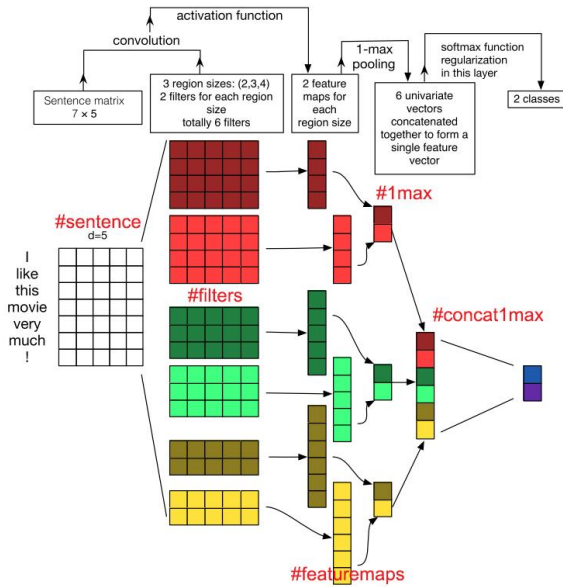 activation function
convolution
1-max
pooling
softmax function
regularization
in this layer
Sentence matrix
7 × 5
3 region sizes: (2,3,4)
2 filters for each region
size
totally 6 filters
2 feature
maps for
each
region size
6 univariate
vectors
concatenated
together to form a
single feature
vector
2 classes
#sentence
d=5
I
like
this
movie
very
much
!
#filters
#1max
#concat1max
#featuremaps